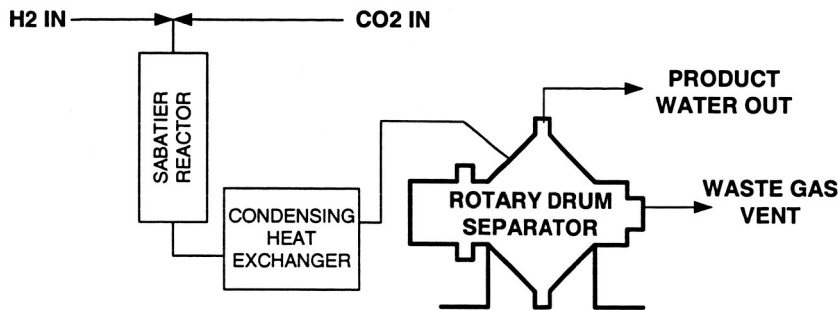 H2 IN
CO2 IN
SABATIER
REACTOR
CONDENSING
HEAT
EXCHANGER
PRODUCT
WATER OUT
ROTARY DRUM
SEPARATOR
WASTE GAS
VENT